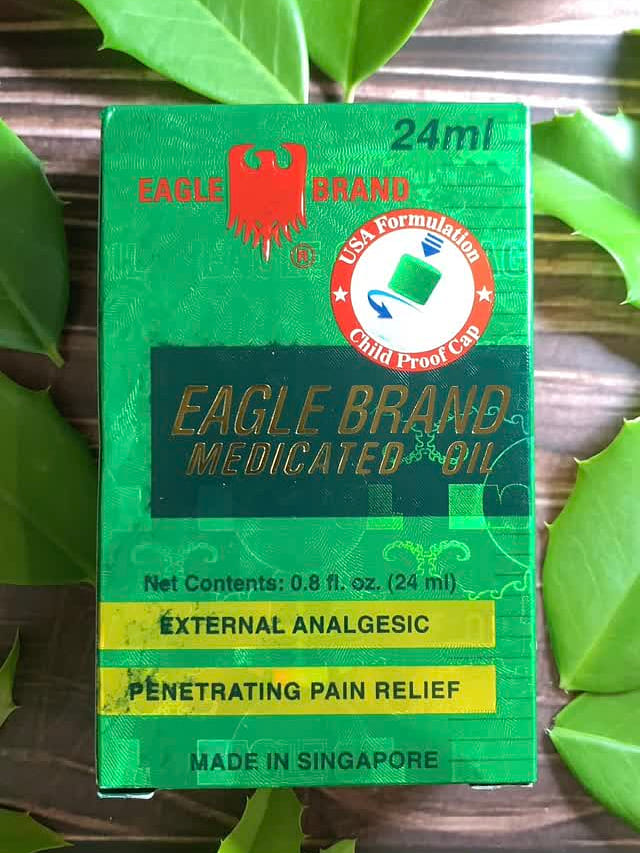 24ml
EAGLE BRAND
®
USA Formulation
Child Proof Cap
EAGLE BRAND
MEDICATED OIL
Net Contents: 0.8 fl. oz. (24 ml)
EXTERNAL ANALGESIC
PENETRATING PAIN RELIEF
MADE IN SINGAPORE